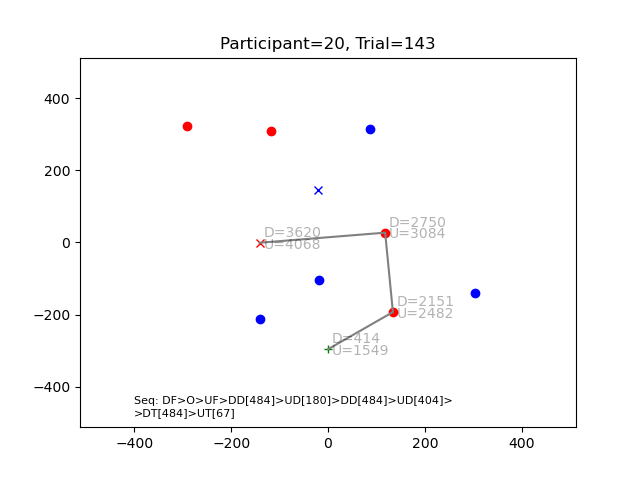 Participant=20, Trial=143
400
200
0
−200
−400
D=2750
U=3084
D=3620
U=4068
D=2151
U=2482
D=414
U=1549
Seq: DF>O>UF>DD[484]>UD[180]>DD[484]>UD[404]>
>DT[484]>UT[67]
−400 −200 0 200 400